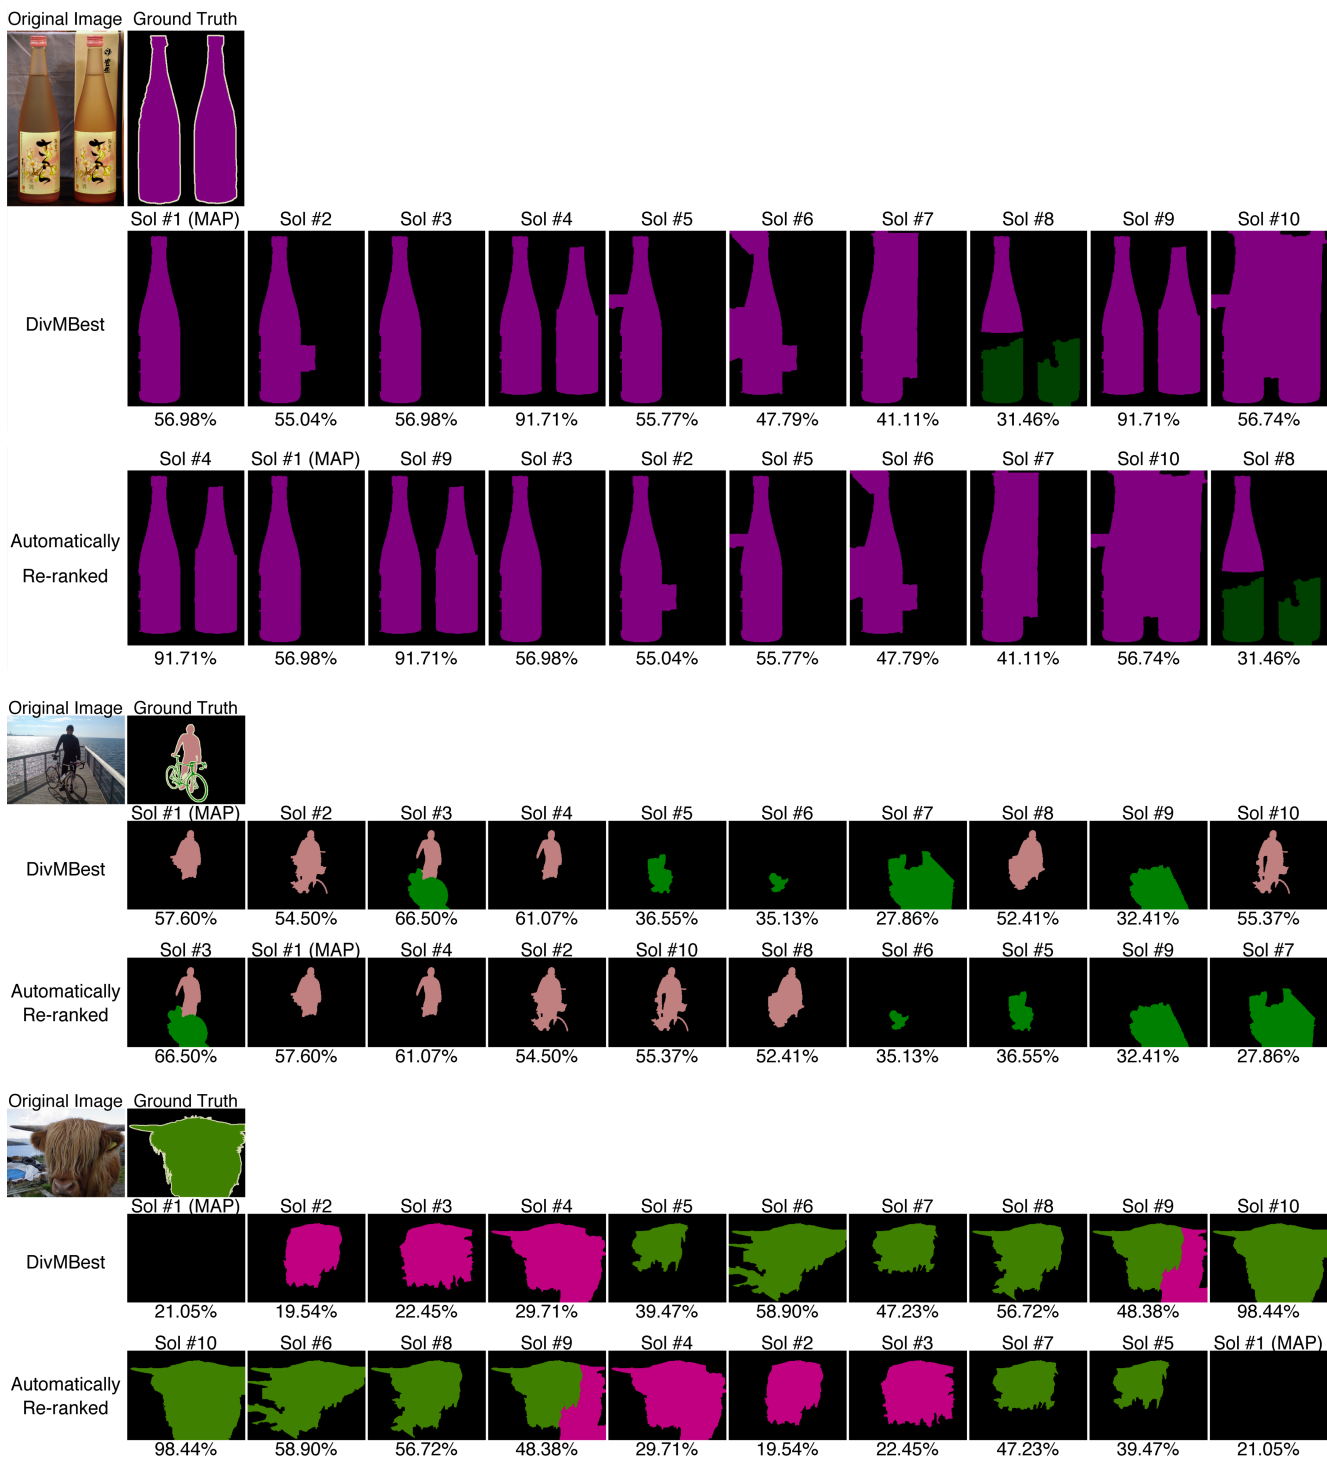 Original Image Ground Truth
Sol #1 (MAP) Sol #2 Sol #3 Sol #4 Sol #5 Sol #6 Sol #7 Sol #8 Sol #9 Sol #10
DivMBest
56.98% 55.04% 56.98% 91.71% 55.77% 47.79% 41.11% 31.46% 91.71% 56.74%
Sol #4 Sol #1 (MAP) Sol #9 Sol #3 Sol #2 Sol #5 Sol #6 Sol #7 Sol #10 Sol #8
Automatically
Re-ranked
91.71% 56.98% 91.71% 56.98% 55.04% 55.77% 47.79% 41.11% 56.74% 31.46%
Original Image Ground Truth
Sol #1 (MAP) Sol #2 Sol #3 Sol #4 Sol #5 Sol #6 Sol #7 Sol #8 Sol #9 Sol #10
DivMBest
57.60% 54.50% 66.50% 61.07% 36.55% 35.13% 27.86% 52.41% 32.41% 55.37%
Sol #3 Sol #1 (MAP) Sol #4 Sol #2 Sol #10 Sol #8 Sol #6 Sol #5 Sol #9 Sol #7
Automatically
Re-ranked
66.50% 57.60% 61.07% 54.50% 55.37% 52.41% 35.13% 36.55% 32.41% 27.86%
Original Image Ground Truth
Sol #1 (MAP) Sol #2 Sol #3 Sol #4 Sol #5 Sol #6 Sol #7 Sol #8 Sol #9 Sol #10
DivMBest
21.05% 19.54% 22.45% 29.71% 39.47% 58.90% 47.23% 56.72% 48.38% 98.44%
Sol #10 Sol #6 Sol #8 Sol #9 Sol #4 Sol #2 Sol #3 Sol #7 Sol #5 Sol #1 (MAP)
Automatically
Re-ranked
98.44% 58.90% 56.72% 48.38% 29.71% 19.54% 22.45% 47.23% 39.47% 21.05%